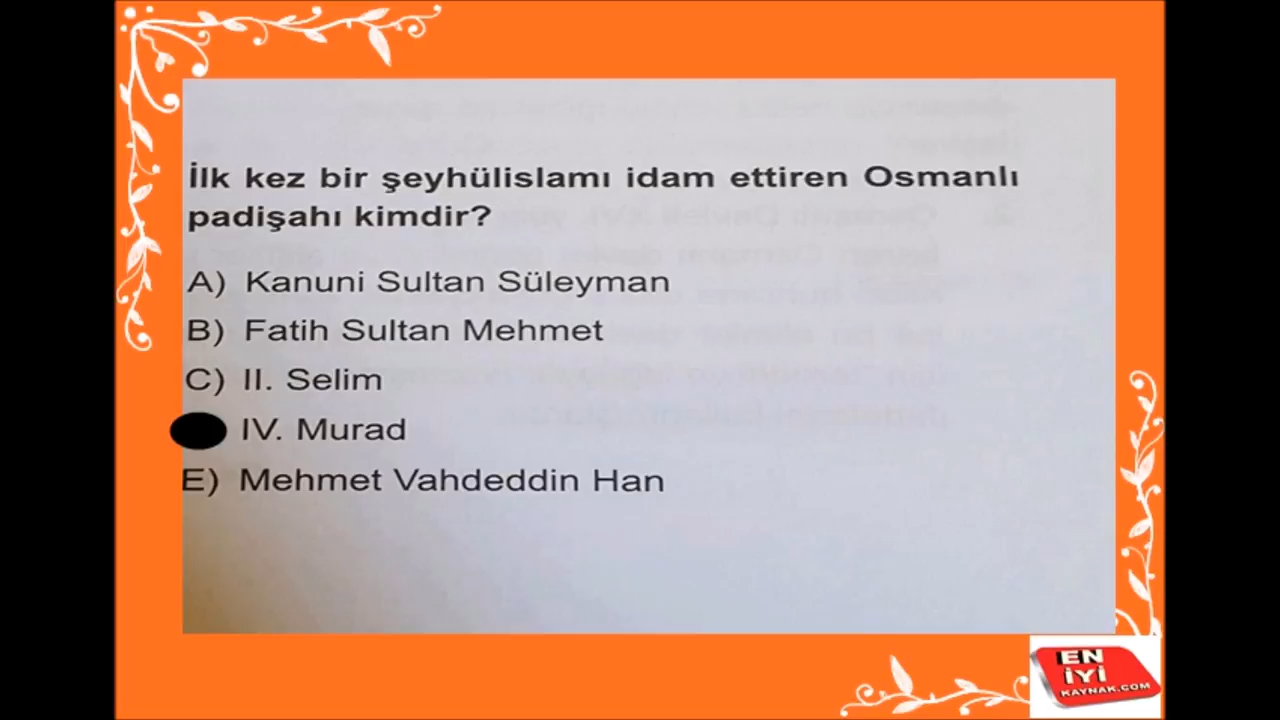 İlk kez bir şeyhülislamı idam ettiren Osmanlı
padişahı kimdir?
A) Kanuni Sultan Süleyman
B) Fatih Sultan Mehmet
C) II. Selim
IV. Murad
E) Mehmet Vahdeddin Han
EN
İYİ
KAYNAK.COM